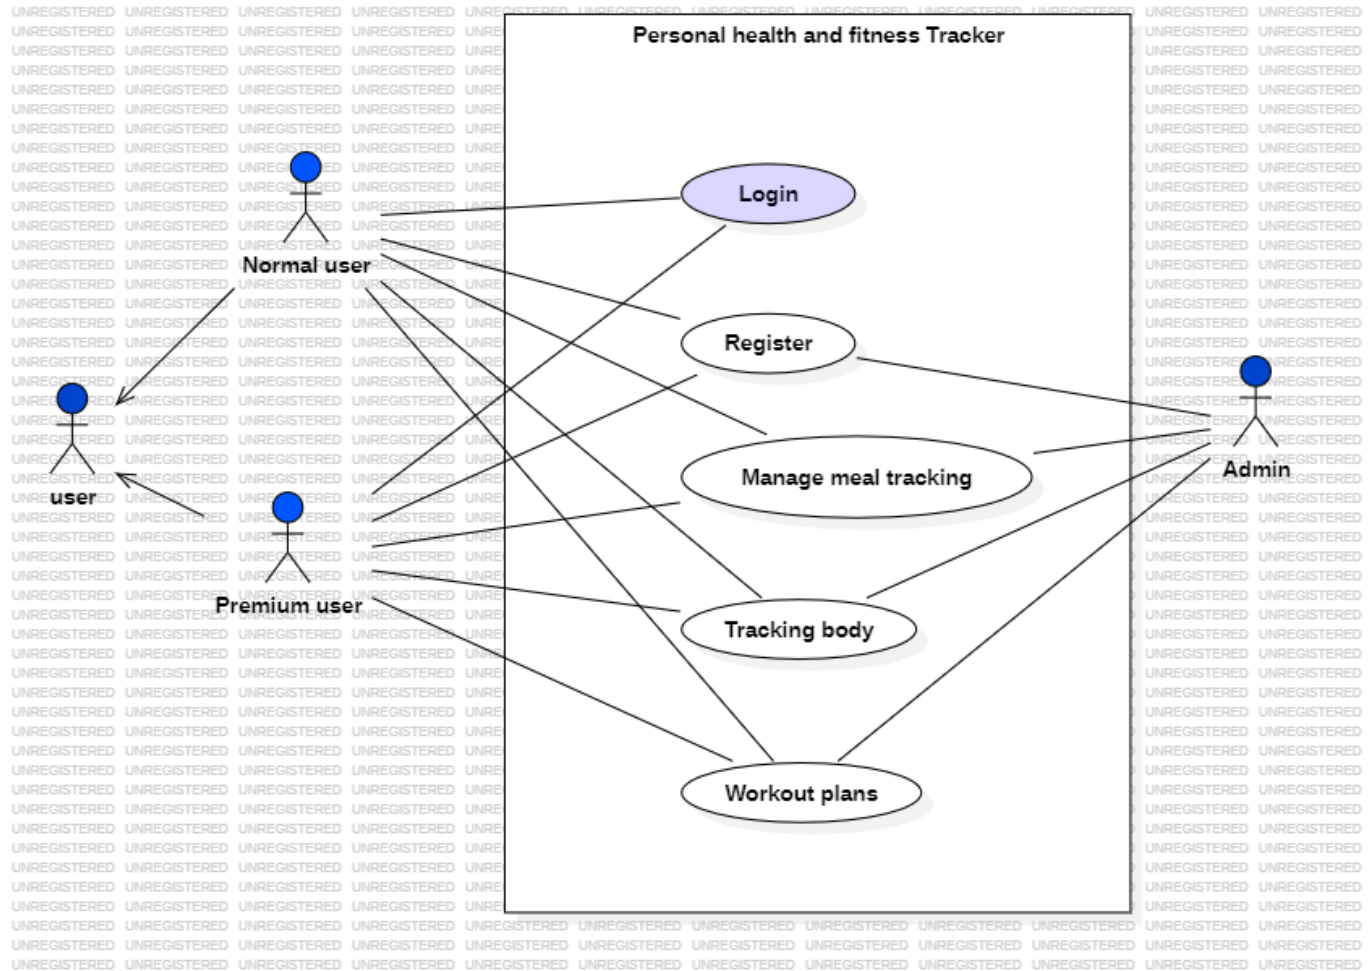 Personal health and fitness Tracker
Login
Normal user
Register
Manage meal tracking
Admin
user
Premium user
Tracking body
Workout plans
UNREGISTERED